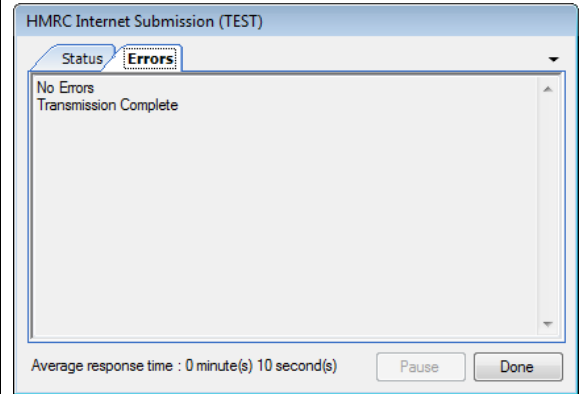 HMRC Internet Submission (TEST)
Status Errors
No Errors
Transmission Complete
Average response time : 0 minute(s) 10 second(s) Pause Done